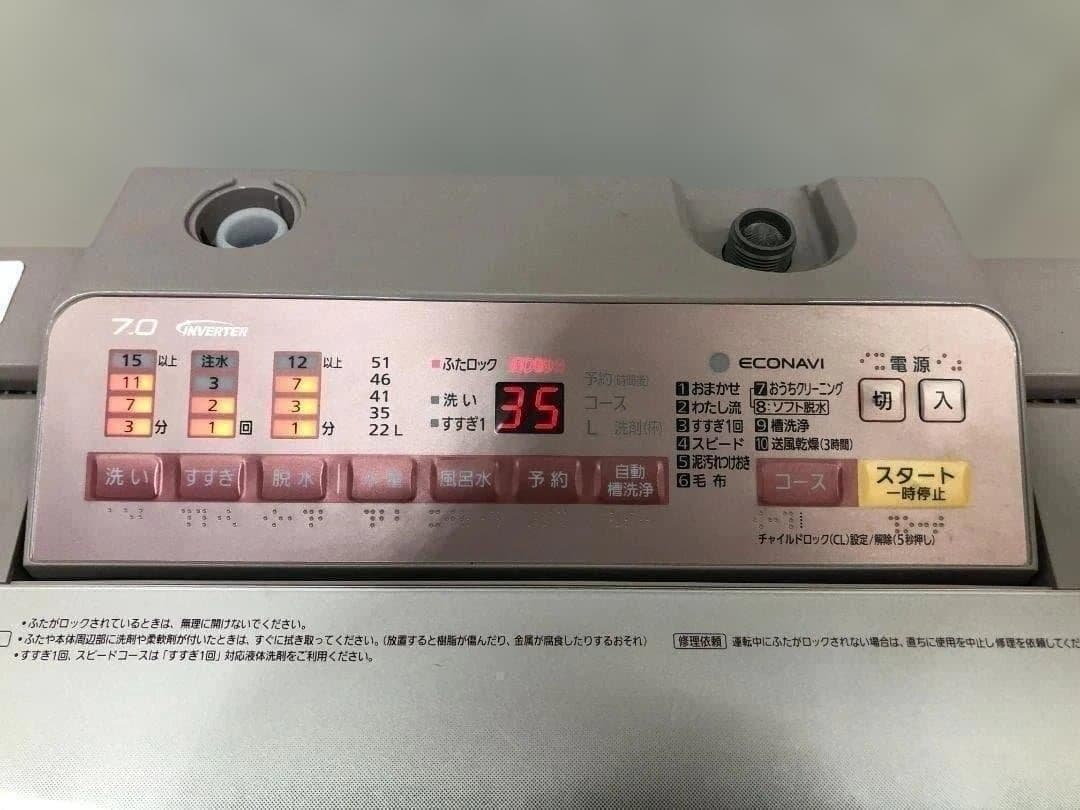 7.0 INVERTER
15 以上
11
7
3 分
注水
3
2
1 回
12 以上
7
3
1 分
51
46
41
35
22 L
ふたロック
洗い
すすぎ1
35
予約(時間後)
コース
L 洗剤(杯)
ECONAVI
1 おまかせ
2 わたし流
3 すすぎ1回
4 スピード
5 泥汚れつけおき
6 毛布
7 おうちクリーニング
8:ソフト脱水
9 槽洗浄
10 送風乾燥(3時間)
電源
切 入
洗い すすぎ 脱水 水量 風呂水 予約 自動槽洗浄 コース
スタート
一時停止
チャイルドロック(CL)設定/解除(5秒押し)
・ふたがロックされているときは、無理に開けないでください。
・ふたや本体周辺部に洗剤や柔軟剤が付いたときは、すぐに拭き取ってください。(放置すると樹脂が傷んだり、金属が腐食したりするおそれ)
・すすぎ1回、スピードコースは「すすぎ1回」対応液体洗剤をご利用ください。
修理依頼 運転中にふたがロックされない場合は、直ちに使用を中止し修理を依頼してくだ